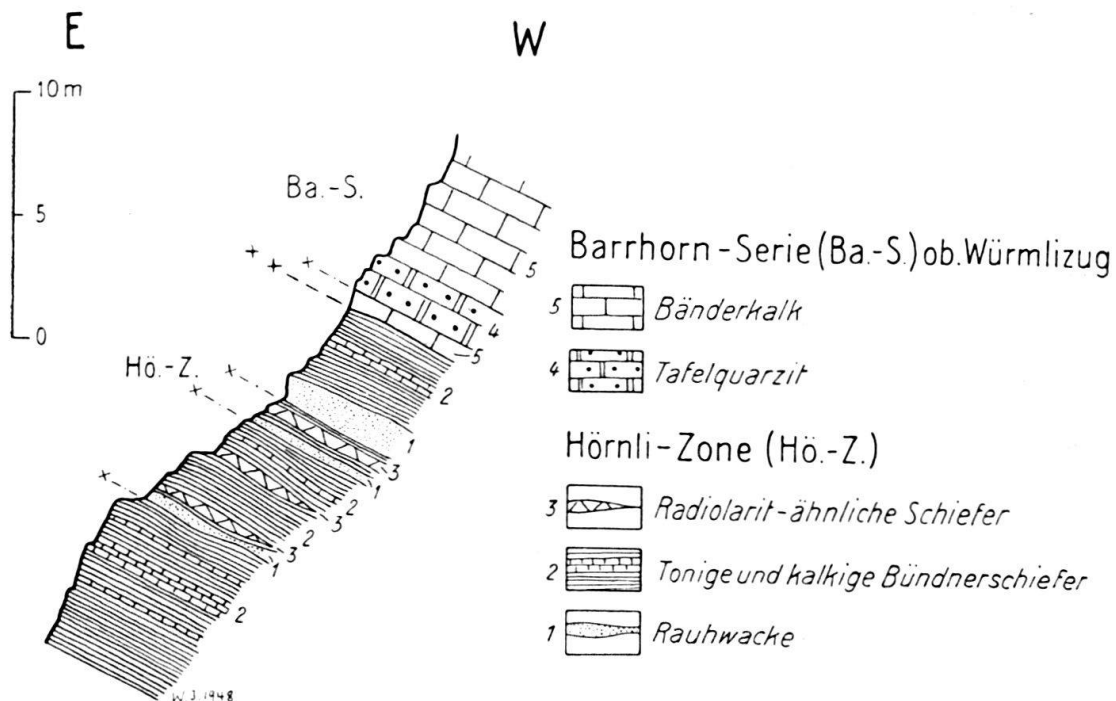 E
W
10 m
5
0
Ba.-S.
Hö.-Z.
5
4
5
2
1
3
1
2
3
2
3
1
2
W.J.1948
Barrhorn-Serie (Ba.-S.) ob. Würmlizug
5 Bänderkalk
4 Tafelquarzit
Hörnli-Zone (Hö.-Z.)
3 Radiolarit-ähnliche Schiefer
2 Tonige und kalkige Bündnerschiefer
1 Rauhwacke